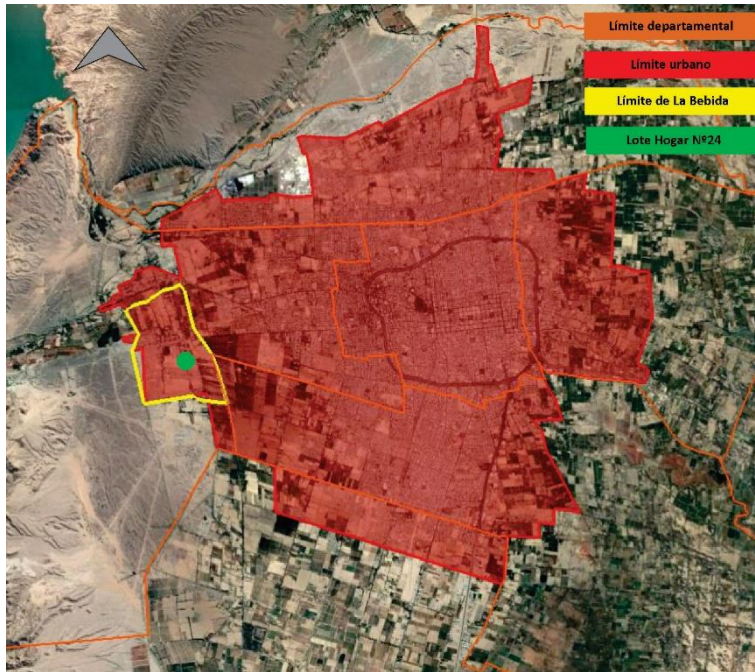 Límite departamental
Límite urbano
Límite de La Bebida
Lote Hogar Nº24